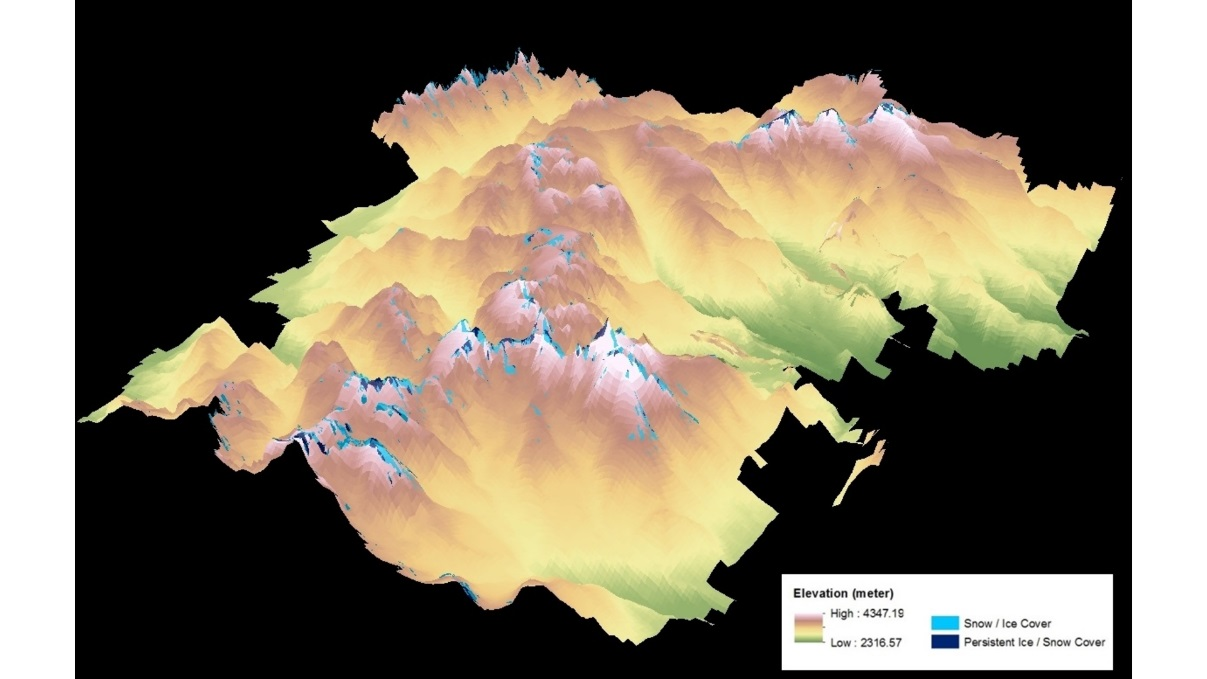 Elevation (meter)
High : 4347.19
Low : 2316.57
Snow / Ice Cover
Persistent Ice / Snow Cover